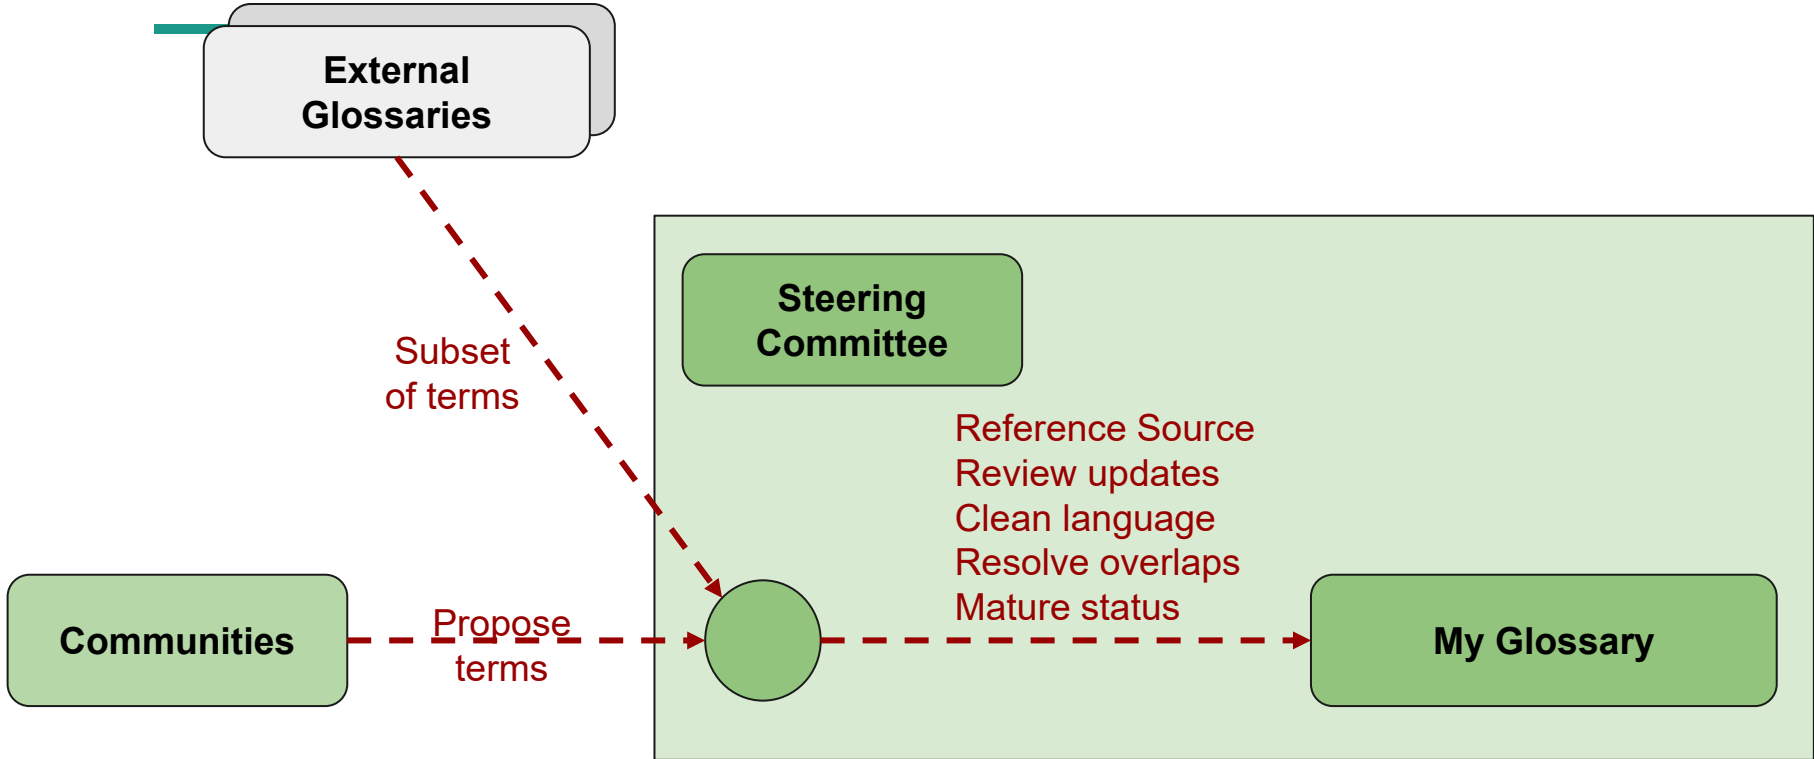 External
Glossaries
Steering
Committee
Subset
of terms
Reference Source
Review updates
Clean language
Resolve overlaps
Mature status
Communities
Propose
terms
My Glossary